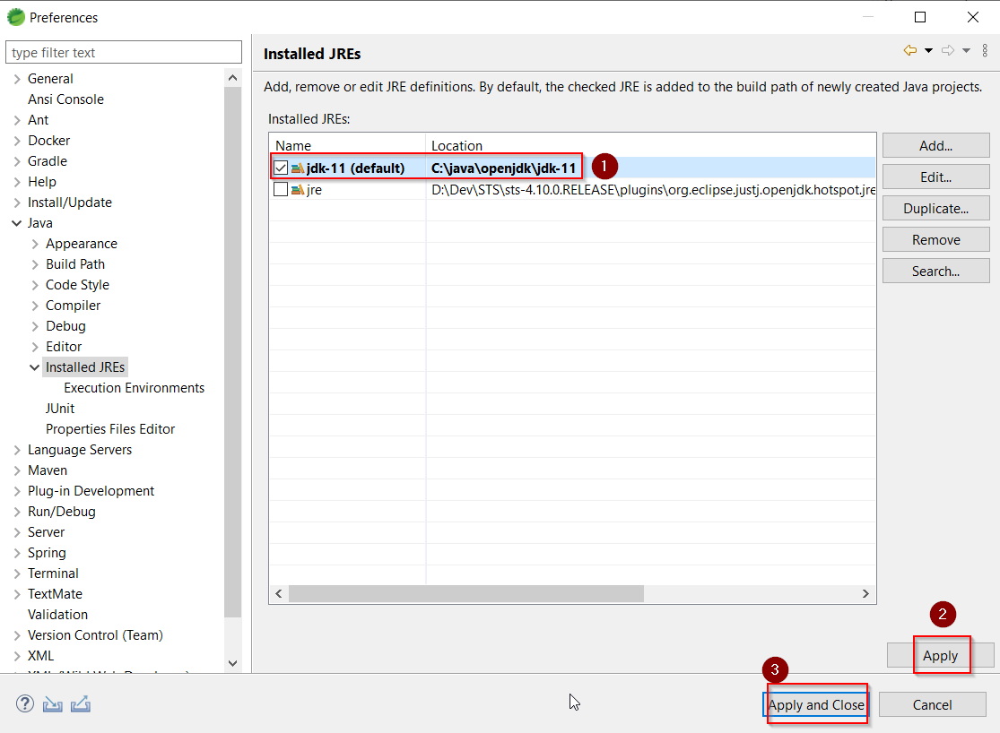 Preferences
type filter text
General
Ansi Console
Ant
Docker
Gradle
Help
Install/Update
Java
Appearance
Build Path
Code Style
Compiler
Debug
Editor
Installed JREs
Execution Environments
JUnit
Properties Files Editor
Language Servers
Maven
Plug-in Development
Run/Debug
Server
Spring
Terminal
TextMate
Validation
Version Control (Team)
XML
Installed JREs
Add, remove or edit JRE definitions. By default, the checked JRE is added to the build path of newly created Java projects.
Installed JREs:
Name Location
jdk-11 (default) C:\java\openjdk\jdk-11 1
jre D:\Dev\STS\sts-4.10.0.RELEASE\plugins\org.eclipse.justj.openjdk.hotspot.jre
Add...
Edit...
Duplicate...
Remove
Search...
2
Apply
3
Apply and Close
Cancel